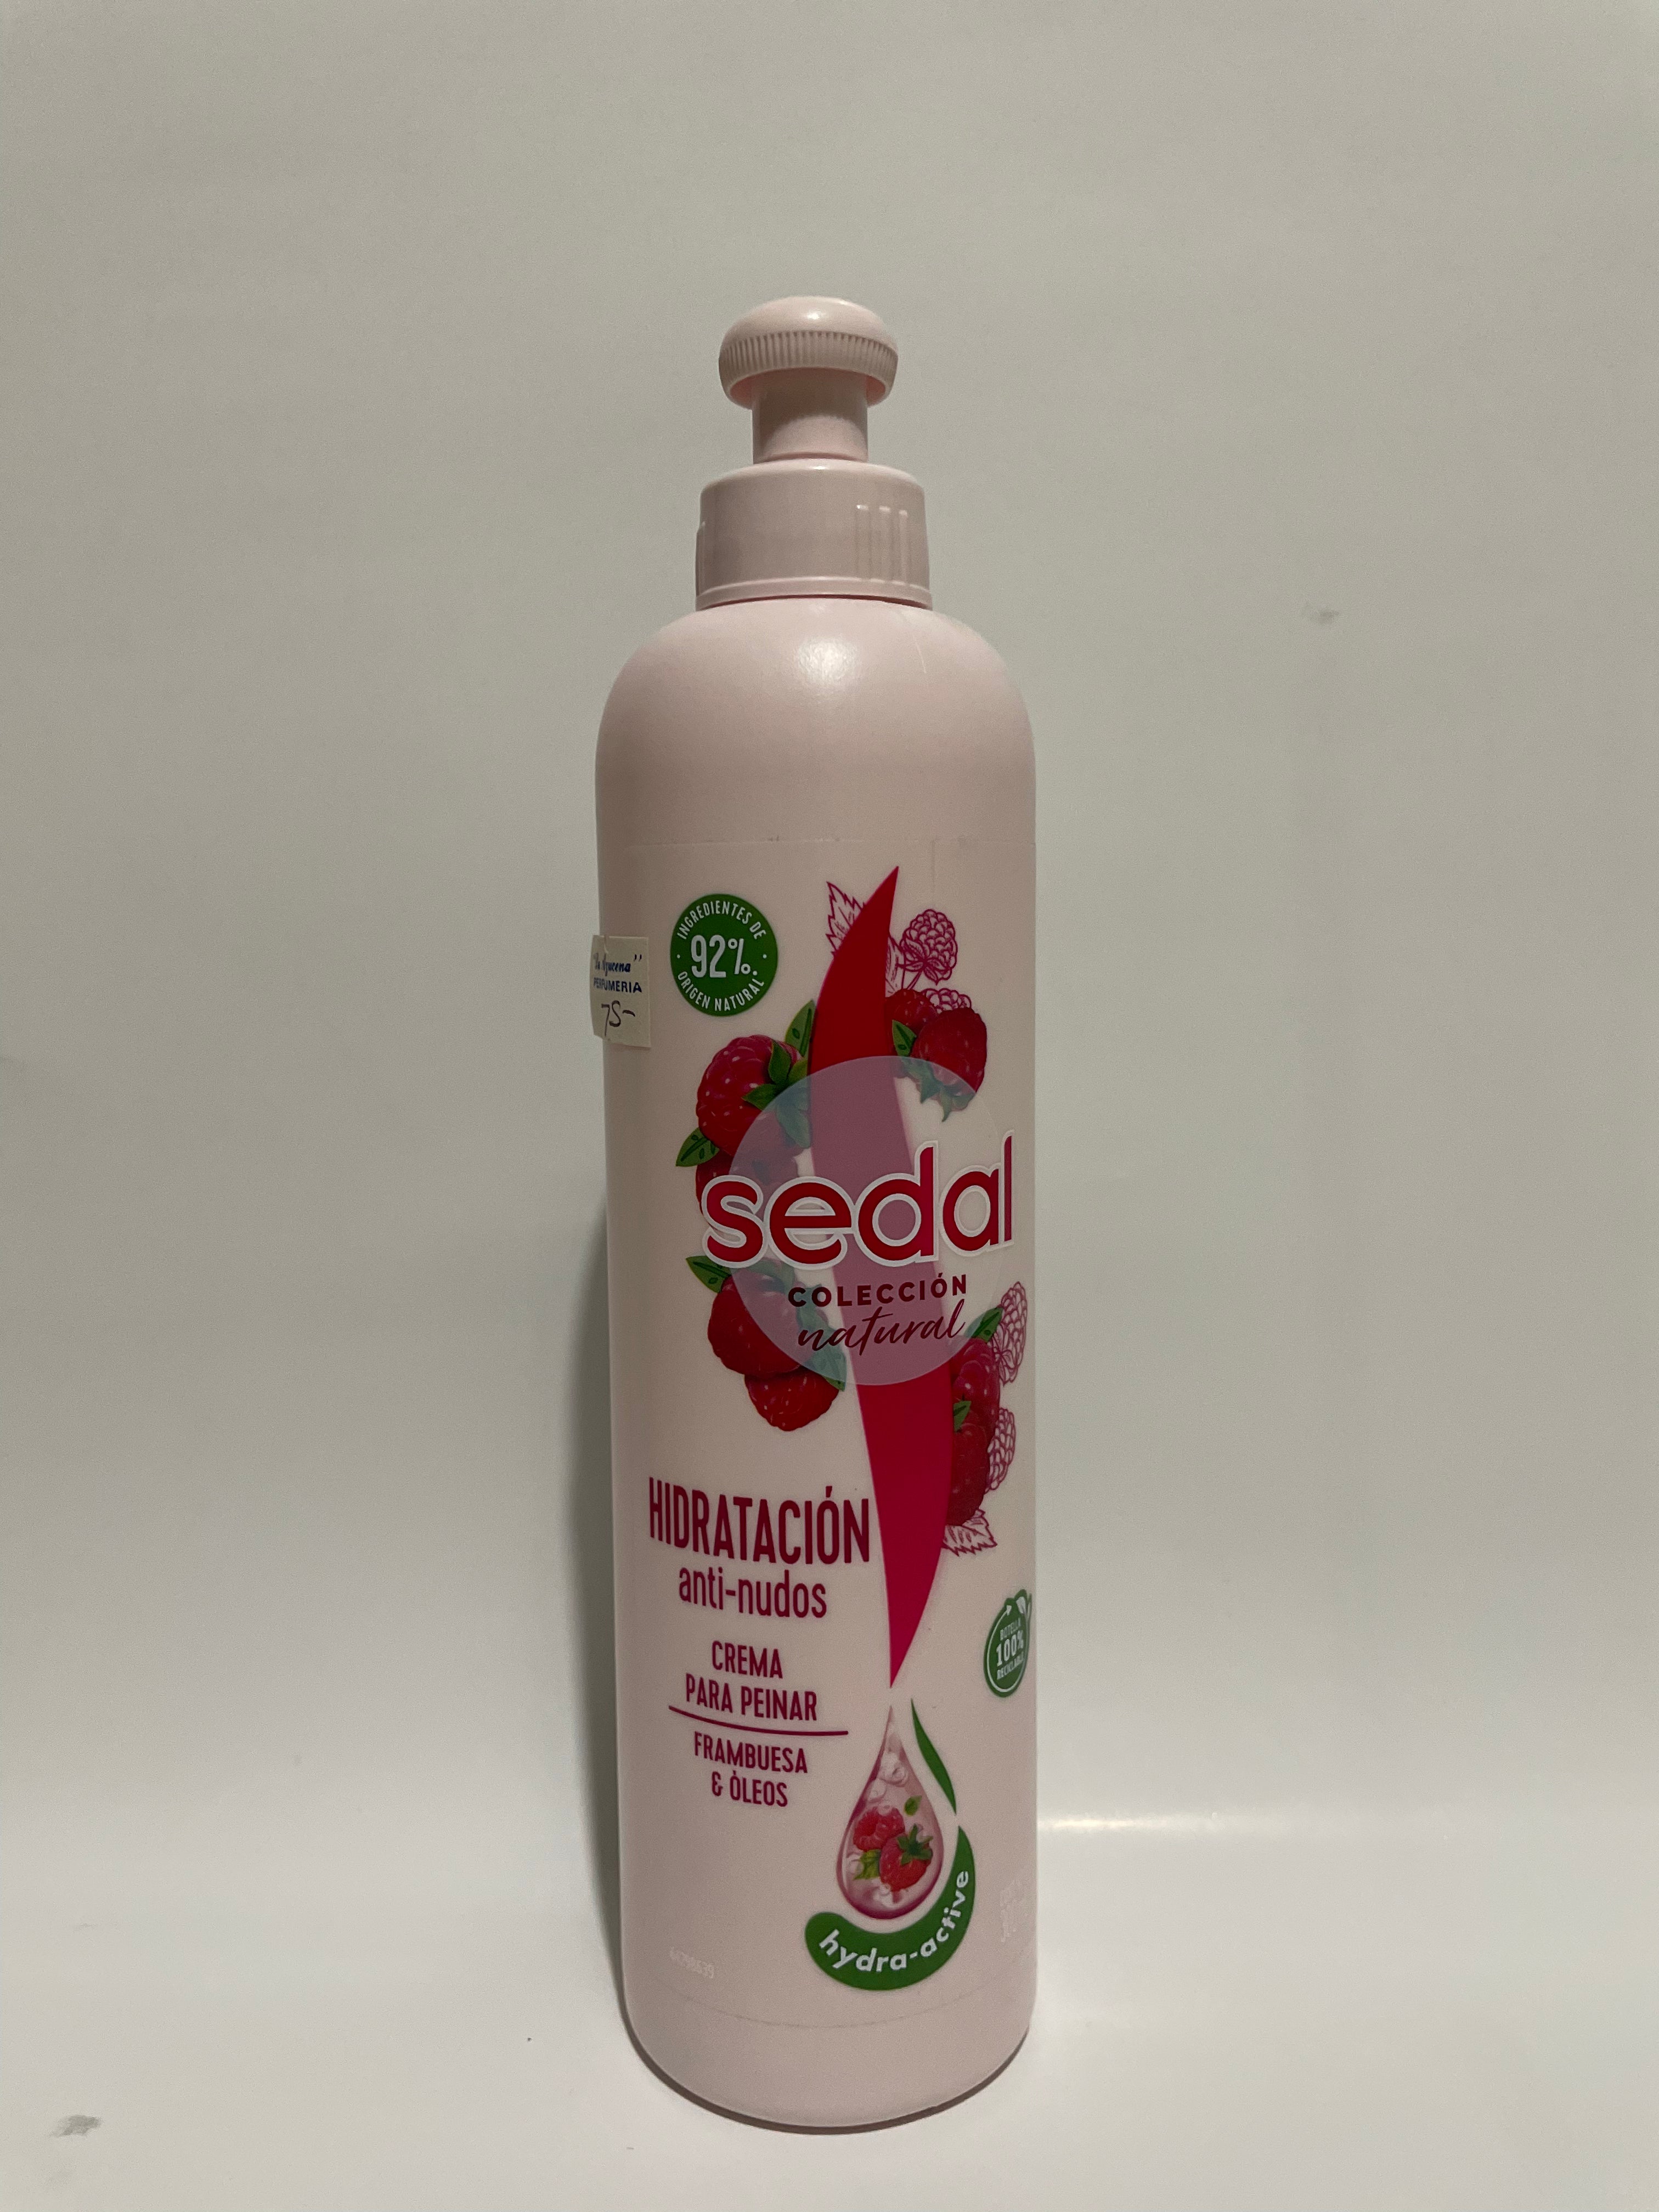 INGREDIENTES DE
92%
ORIGEN NATURAL
PERFUMERIA
75-
sedal
COLECCIÓN
natural
HIDRATACIÓN
anti-nudos
CREMA
PARA PEINAR
FRAMBUESA
& ÒLEOS
BOTELLA
100%
RECICLABLE
hydra-active